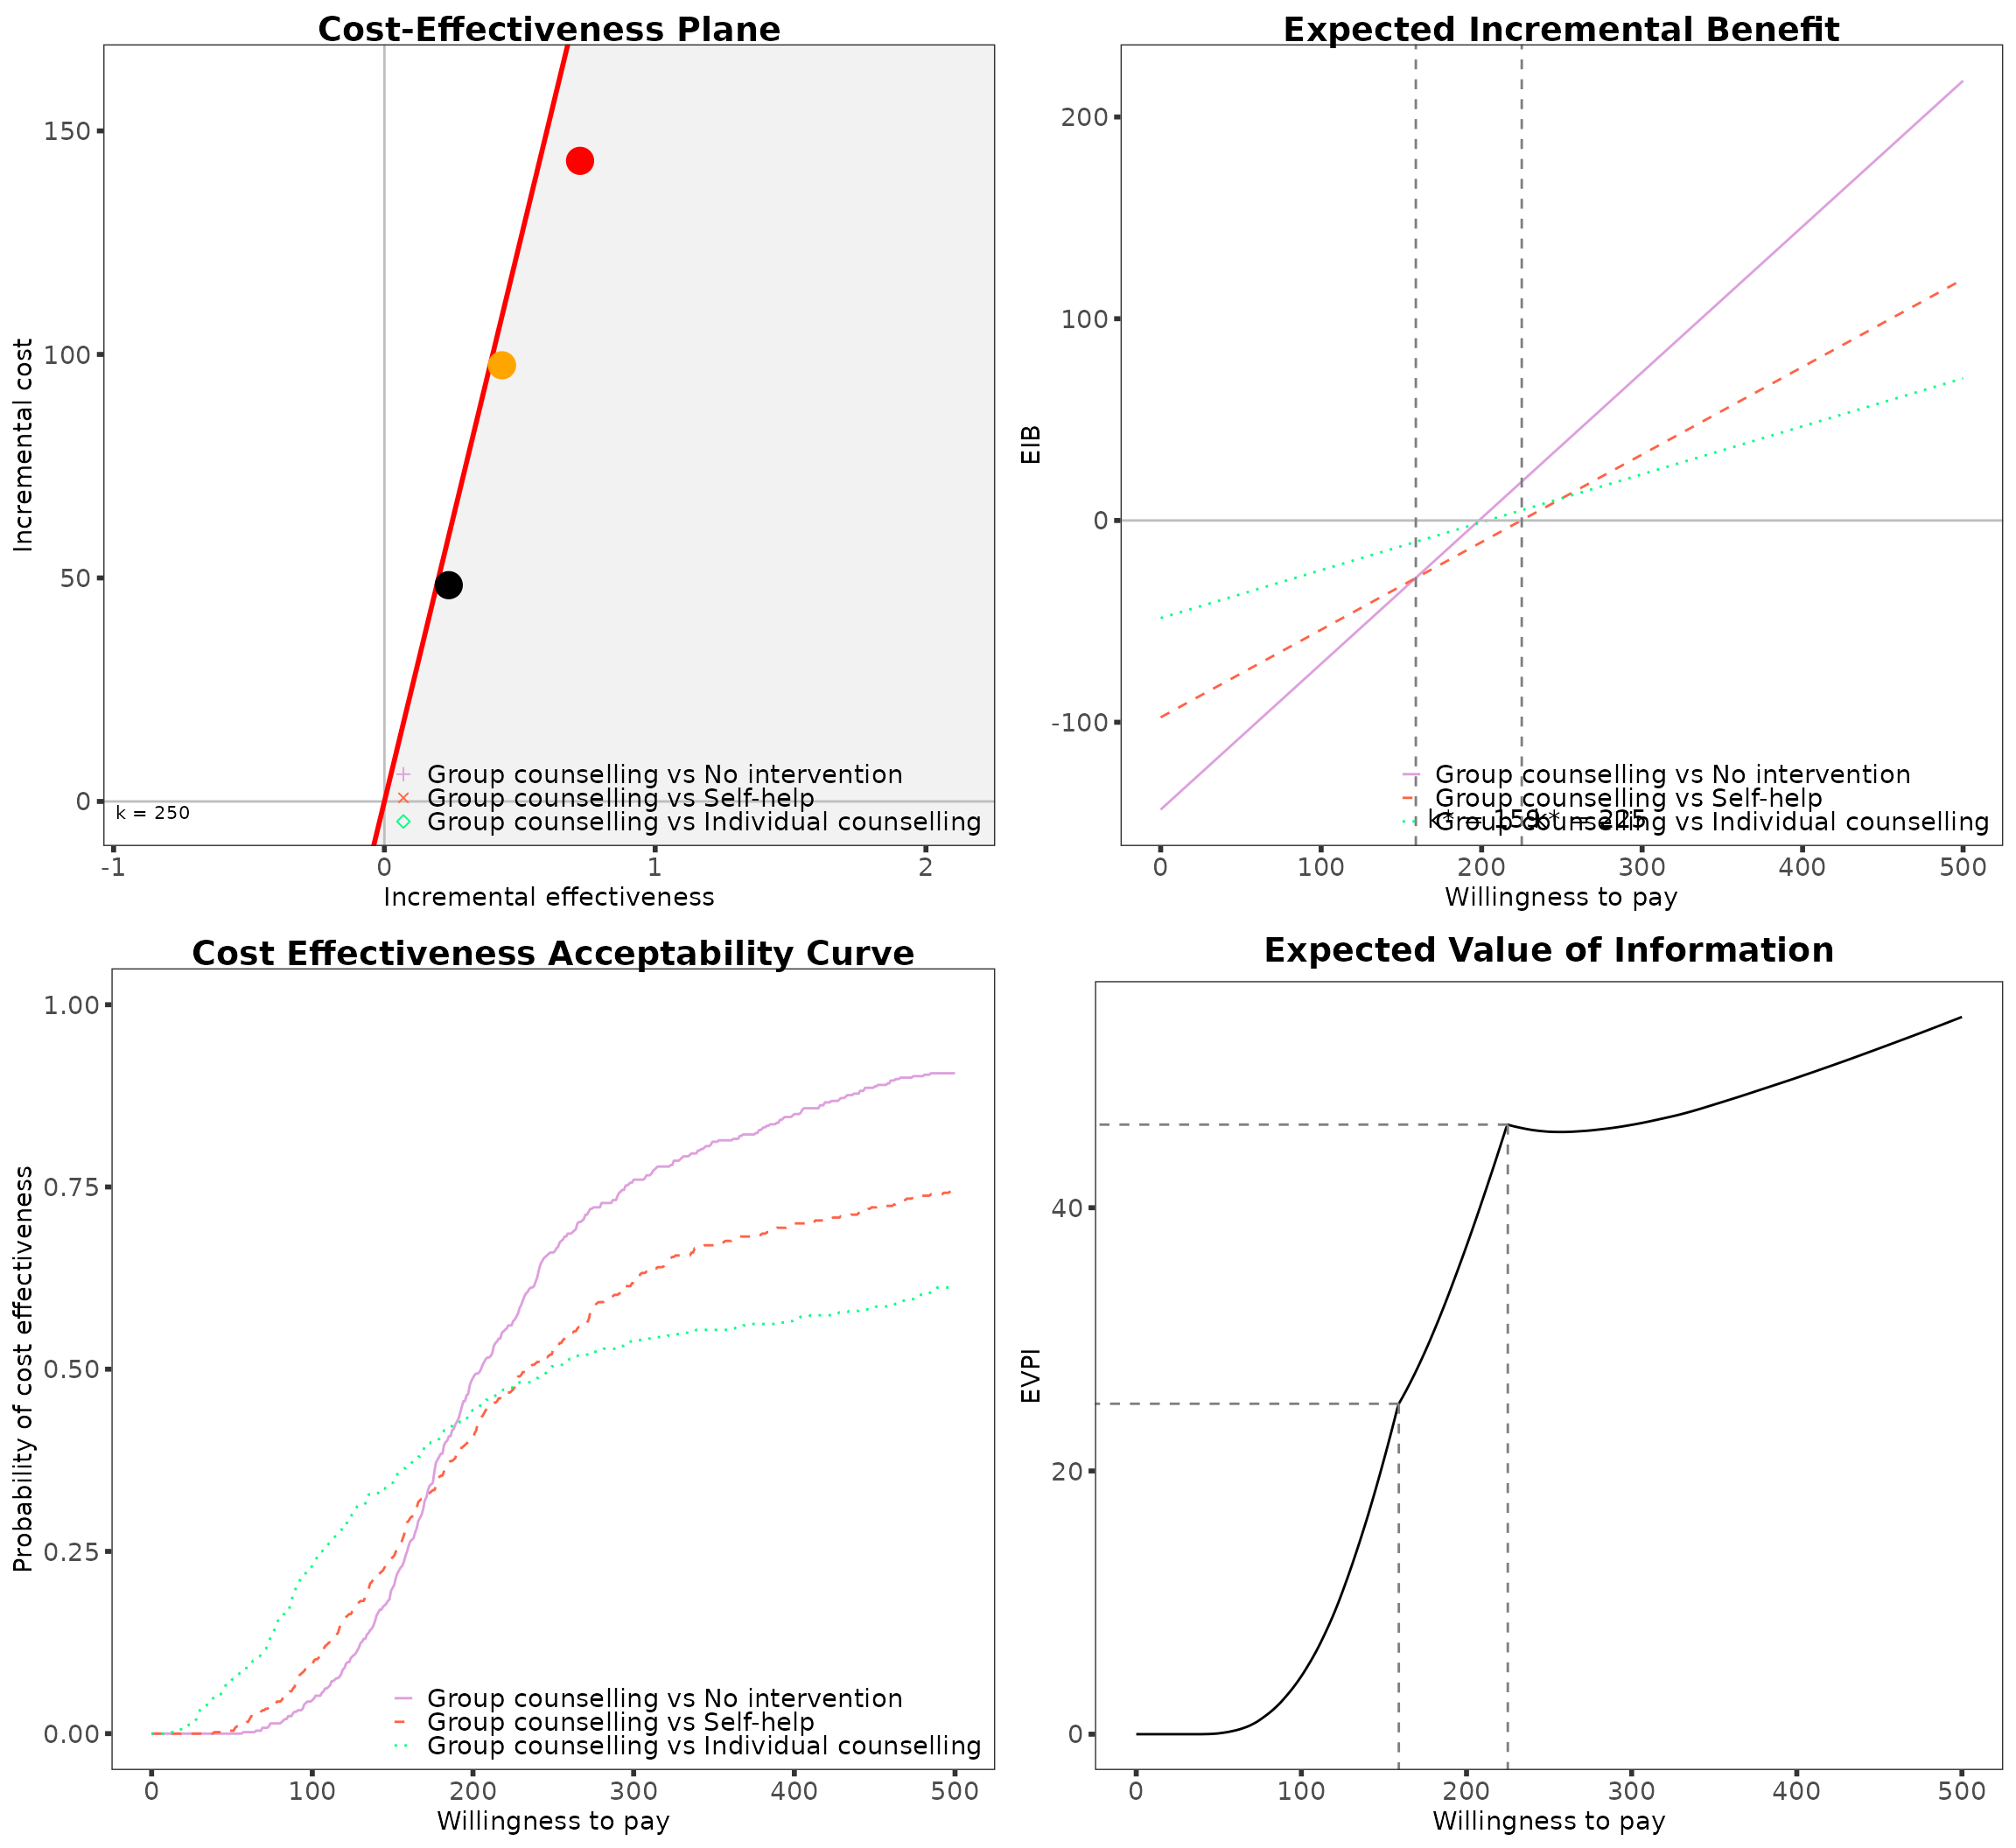 Cost-Effectiveness Plane
150
100
50
0
Incremental cost
k = 250
Group counselling vs No intervention
Group counselling vs Self-help
Group counselling vs Individual counselling
-1 0 1 2
Incremental effectiveness
Expected Incremental Benefit
200
100
0
-100
EIB
Group counselling vs No intervention
Group counselling vs Self-help
k* = 159 k* = 225
Group counselling vs Individual counselling
0 100 200 300 400 500
Willingness to pay
Cost Effectiveness Acceptability Curve
1.00
0.75
0.50
0.25
0.00
Probability of cost effectiveness
Group counselling vs No intervention
Group counselling vs Self-help
Group counselling vs Individual counselling
0 100 200 300 400 500
Willingness to pay
Expected Value of Information
40
20
0
EVPI
0 100 200 300 400 500
Willingness to pay